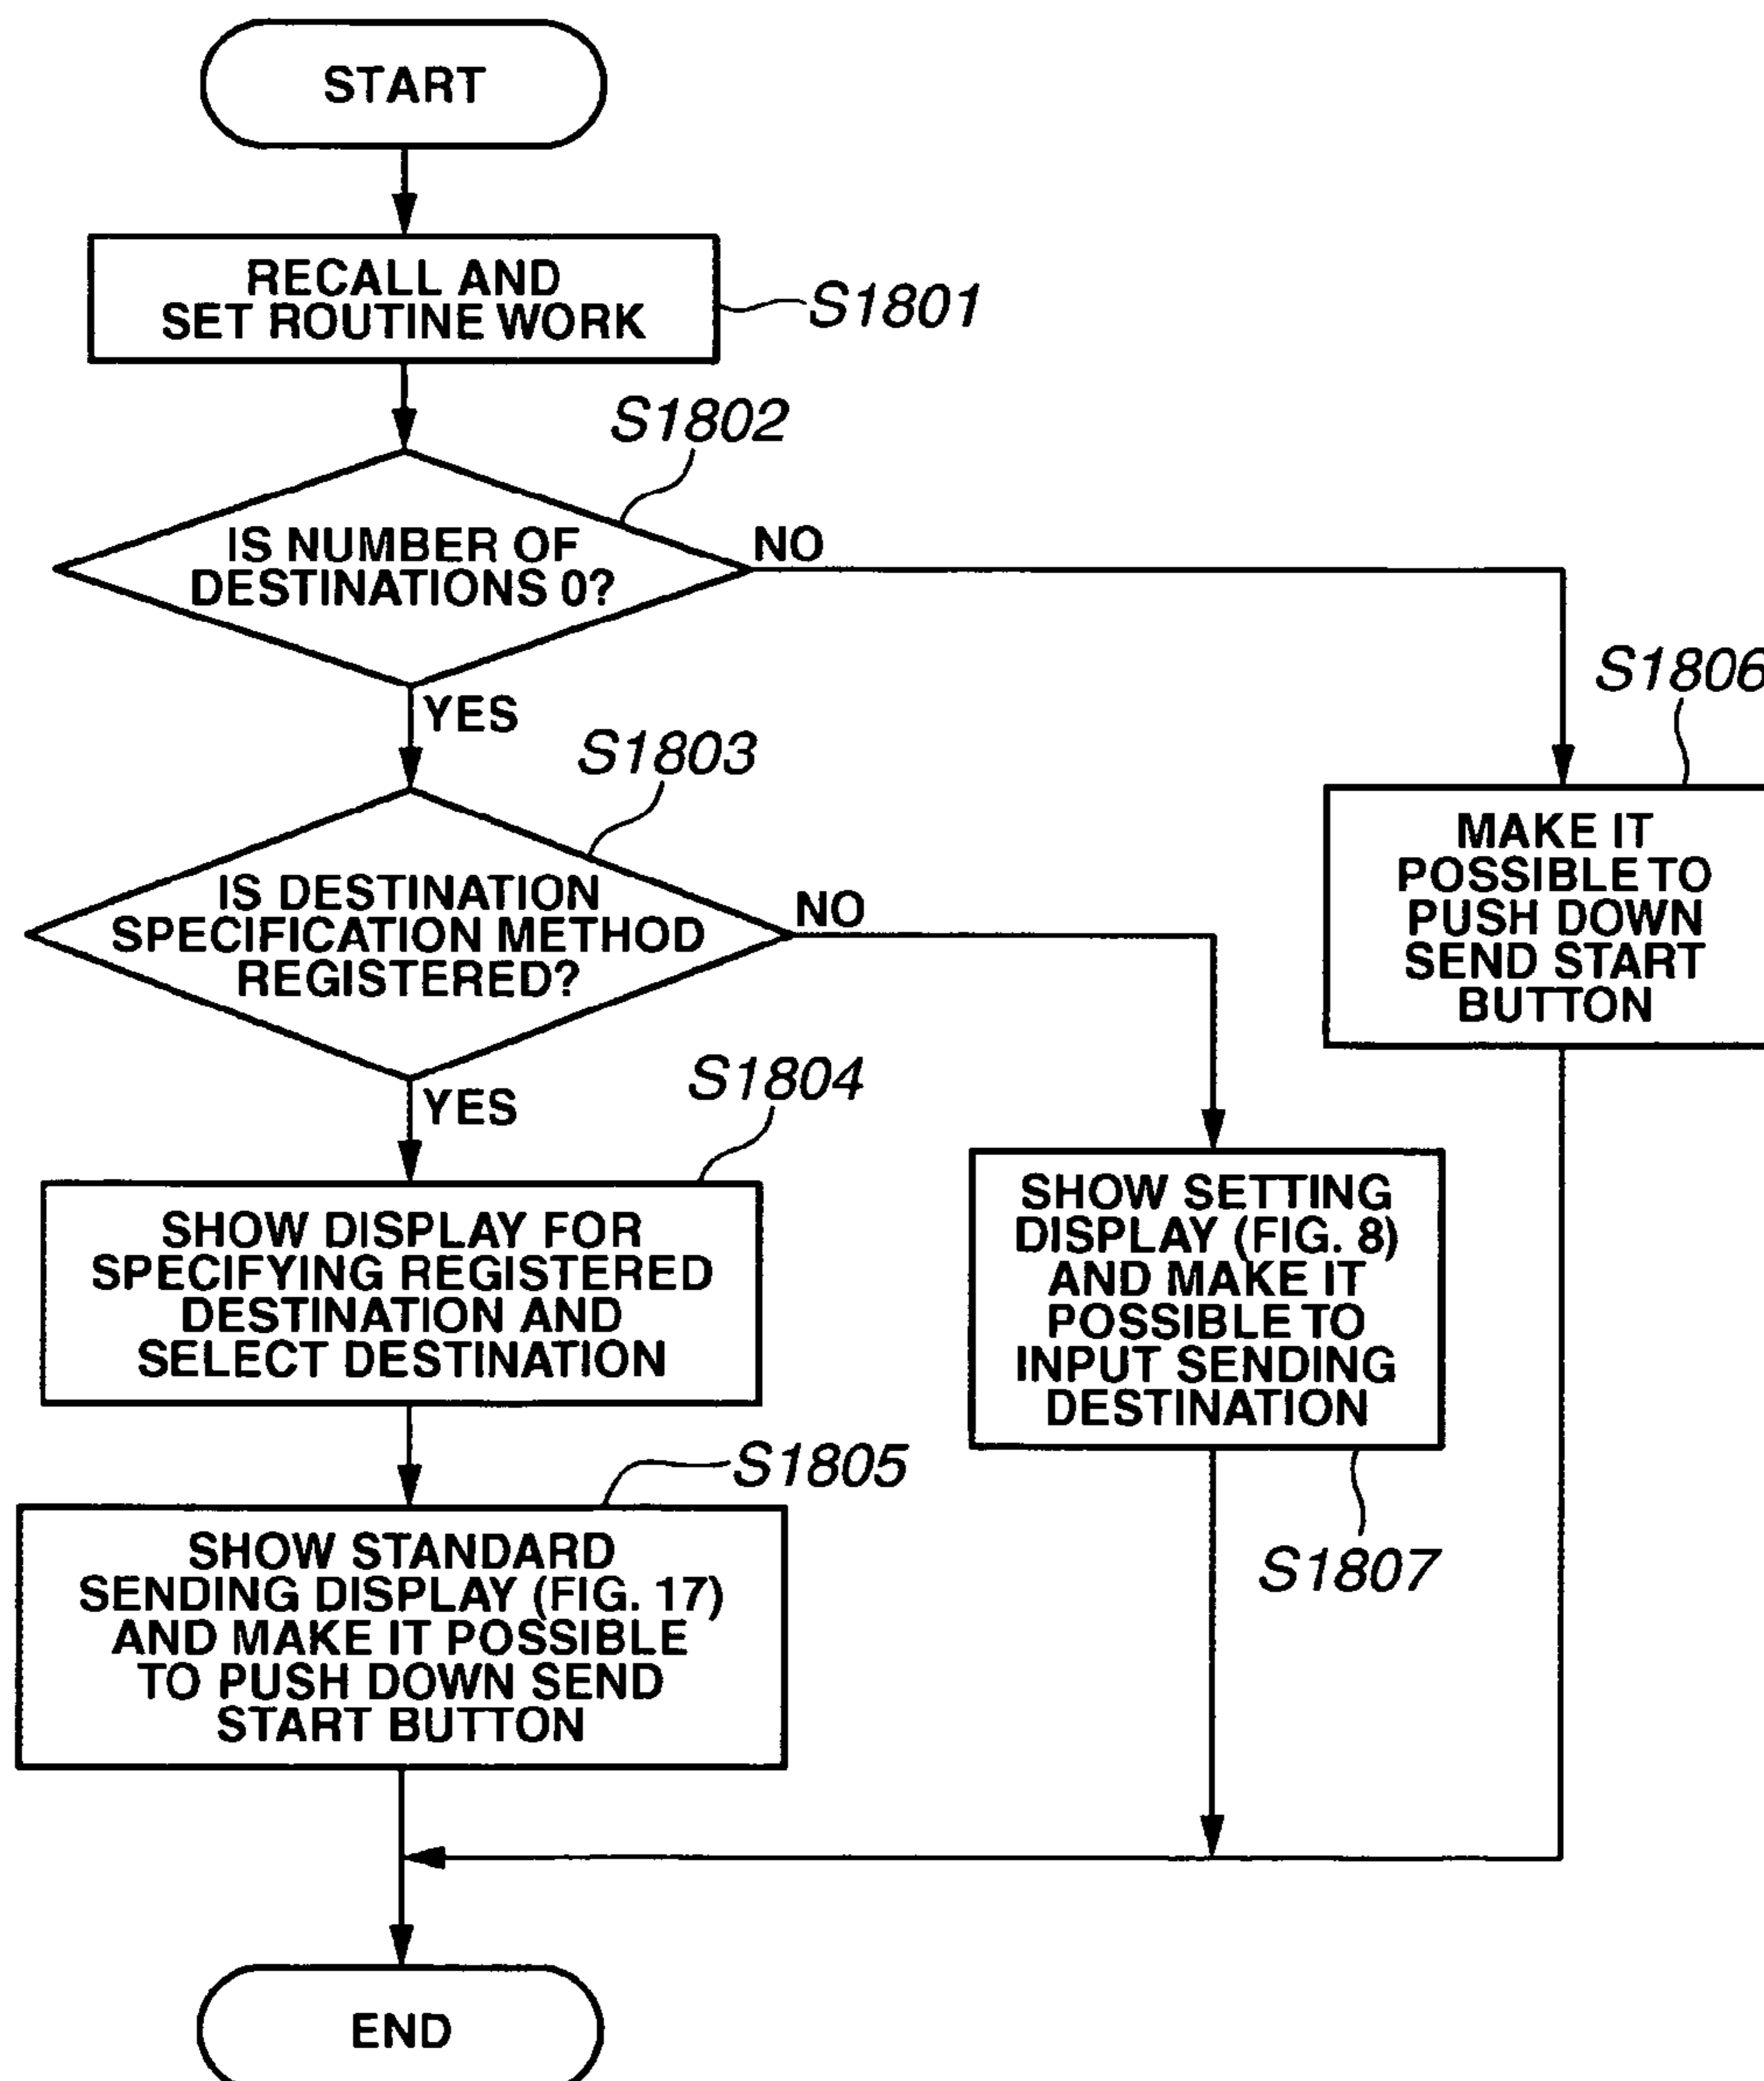 START
RECALL AND
SET ROUTINE WORK
S1801
S1802
IS NUMBER OF
DESTINATIONS 0?
NO
YES
S1803
IS DESTINATION
SPECIFICATION METHOD
REGISTERED?
NO
YES
S1806
MAKE IT
POSSIBLE TO
PUSH DOWN
SEND START
BUTTON
S1804
SHOW DISPLAY FOR
SPECIFYING REGISTERED
DESTINATION AND
SELECT DESTINATION
SHOW SETTING
DISPLAY (FIG. 8)
AND MAKE IT
POSSIBLE TO
INPUT SENDING
DESTINATION
S1807
S1805
SHOW STANDARD
SENDING DISPLAY (FIG. 17)
AND MAKE IT POSSIBLE
TO PUSH DOWN SEND
START BUTTON
END